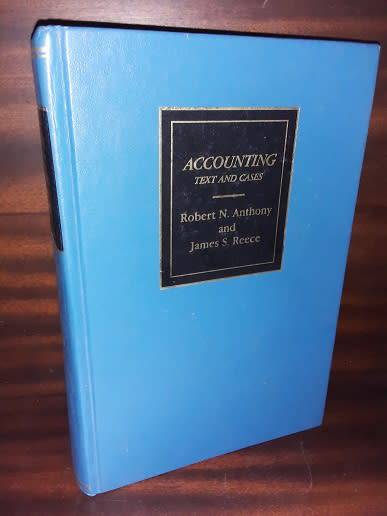 ACCOUNTING
TEXT AND CASES
Robert N. Anthony
and
James S. Reece